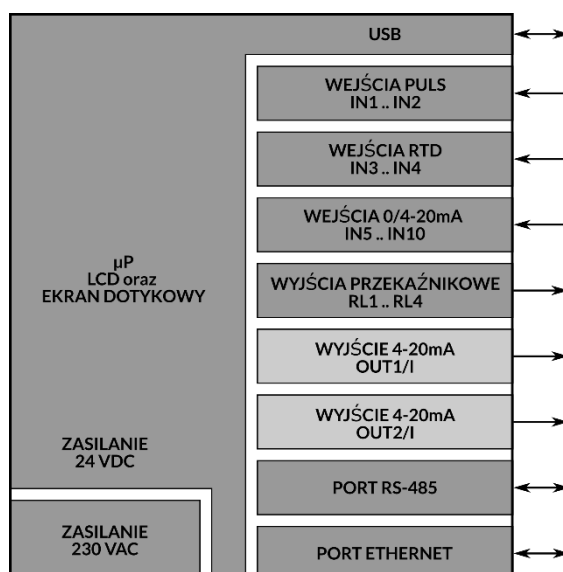 USB
WEJŚCIA PULS
IN1 .. IN2
WEJŚCIA RTD
IN3 .. IN4
WEJŚCIA 0/4-20mA
IN5 .. IN10
µP
LCD oraz
EKRAN DOTYKOWY
WYJŚCIA PRZEKAŹNIKOWE
RL1 .. RL4
WYJŚCIE 4-20mA
OUT1/I
WYJŚCIE 4-20mA
OUT2/I
ZASILANIE
24 VDC
PORT RS-485
ZASILANIE
230 VAC
PORT ETHERNET